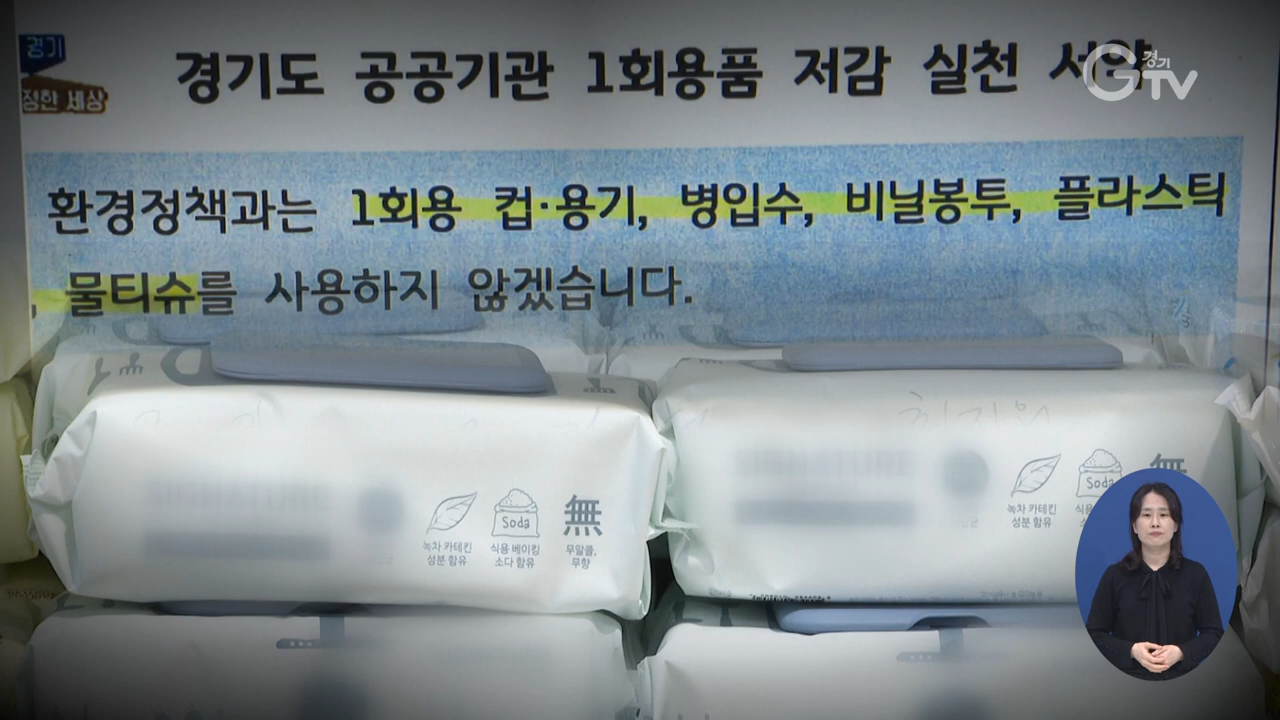 경기
정한 세상
경기도 공공기관 1회용품 저감 실천 서약
경기
GTV
환경정책과는 1회용 컵·용기, 병입수, 비닐봉투, 플라스틱
, 물티슈를 사용하지 않겠습니다.
녹차 카테킨
성분 함유
Soda
식용 베이킹
소다 함유
無
무알콜,
무향
녹차 카테킨
성분 함유
Soda
無